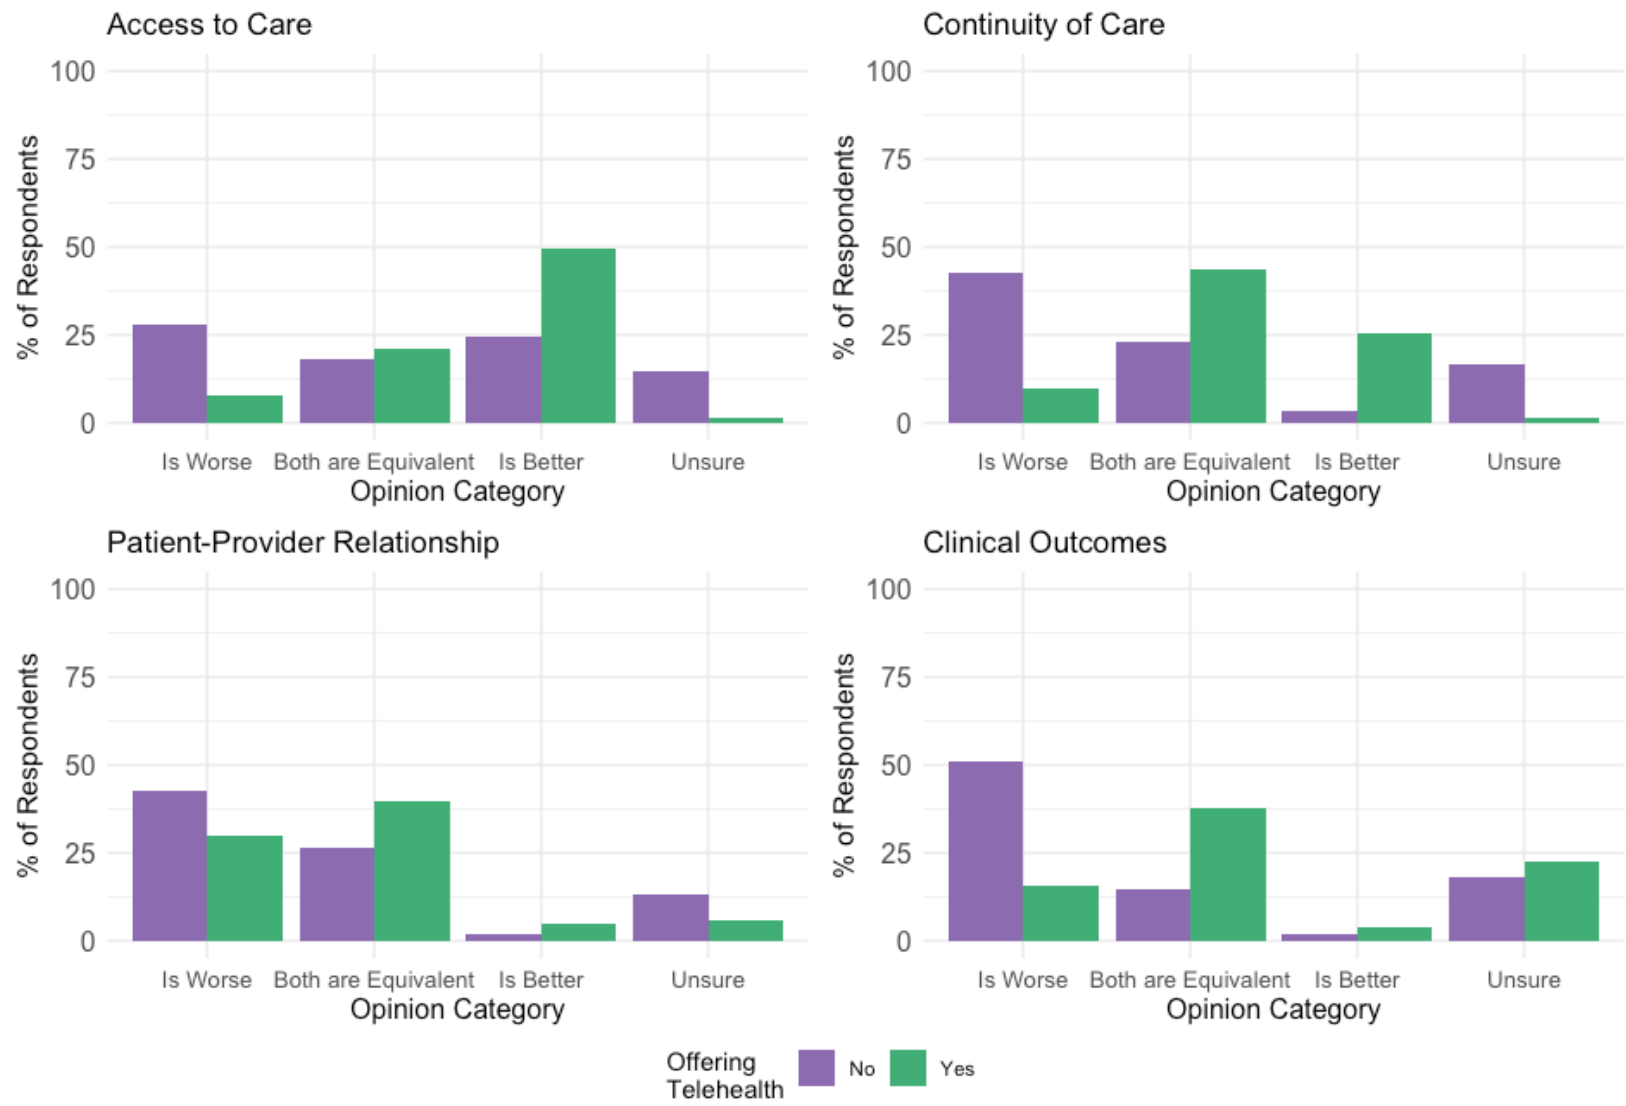 Access to Care
% of Respondents
100
75
50
25
0
Is Worse Both are Equivalent Is Better Unsure
Opinion Category
Continuity of Care
% of Respondents
100
75
50
25
0
Is Worse Both are Equivalent Is Better Unsure
Opinion Category
Patient-Provider Relationship
% of Respondents
100
75
50
25
0
Is Worse Both are Equivalent Is Better Unsure
Opinion Category
Clinical Outcomes
% of Respondents
100
75
50
25
0
Is Worse Both are Equivalent Is Better Unsure
Opinion Category
Offering
Telehealth
No Yes